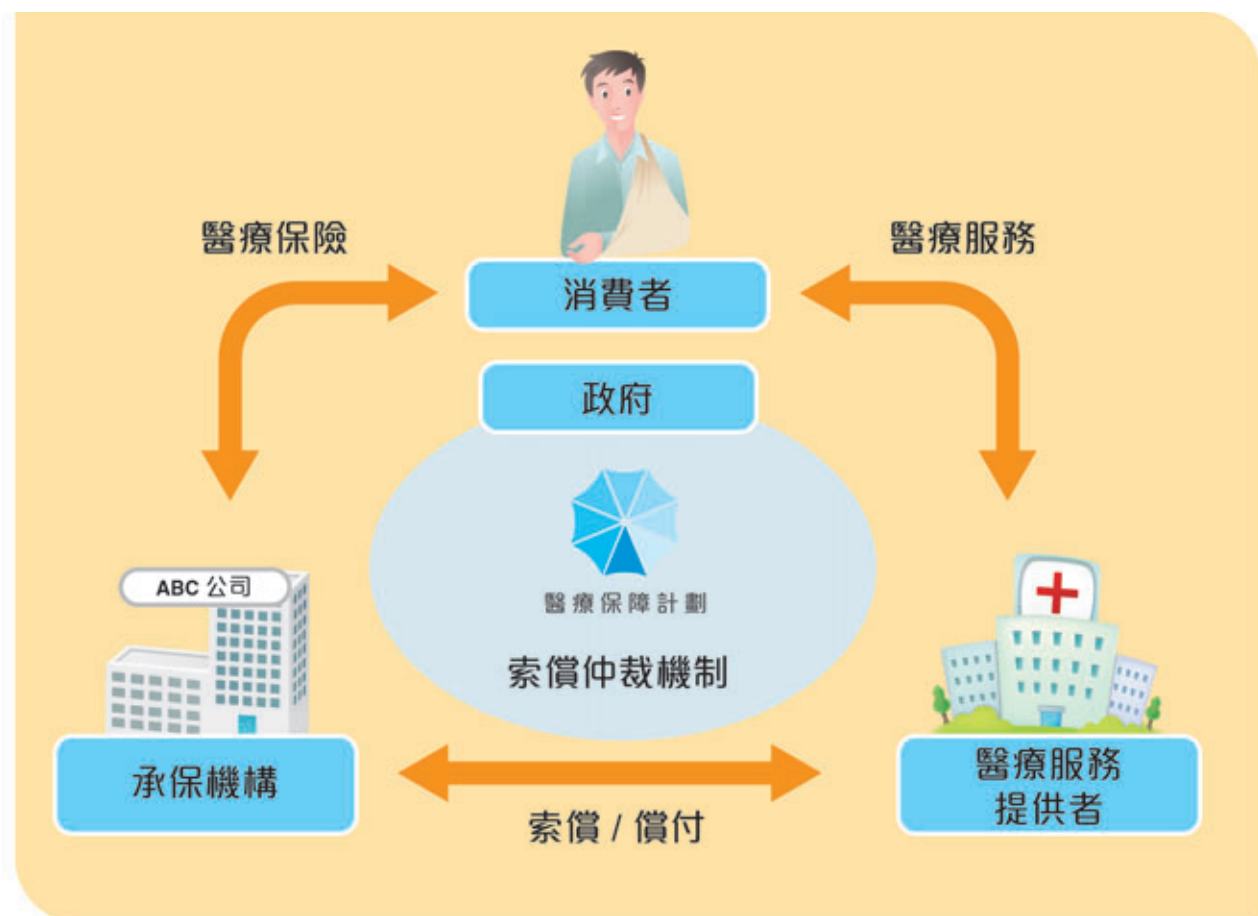 醫療保險
醫療服務
消費者
政府
ABC 公司
醫療保障計劃
索償仲裁機制
承保機構
醫療服務
提供者
索償 / 償付